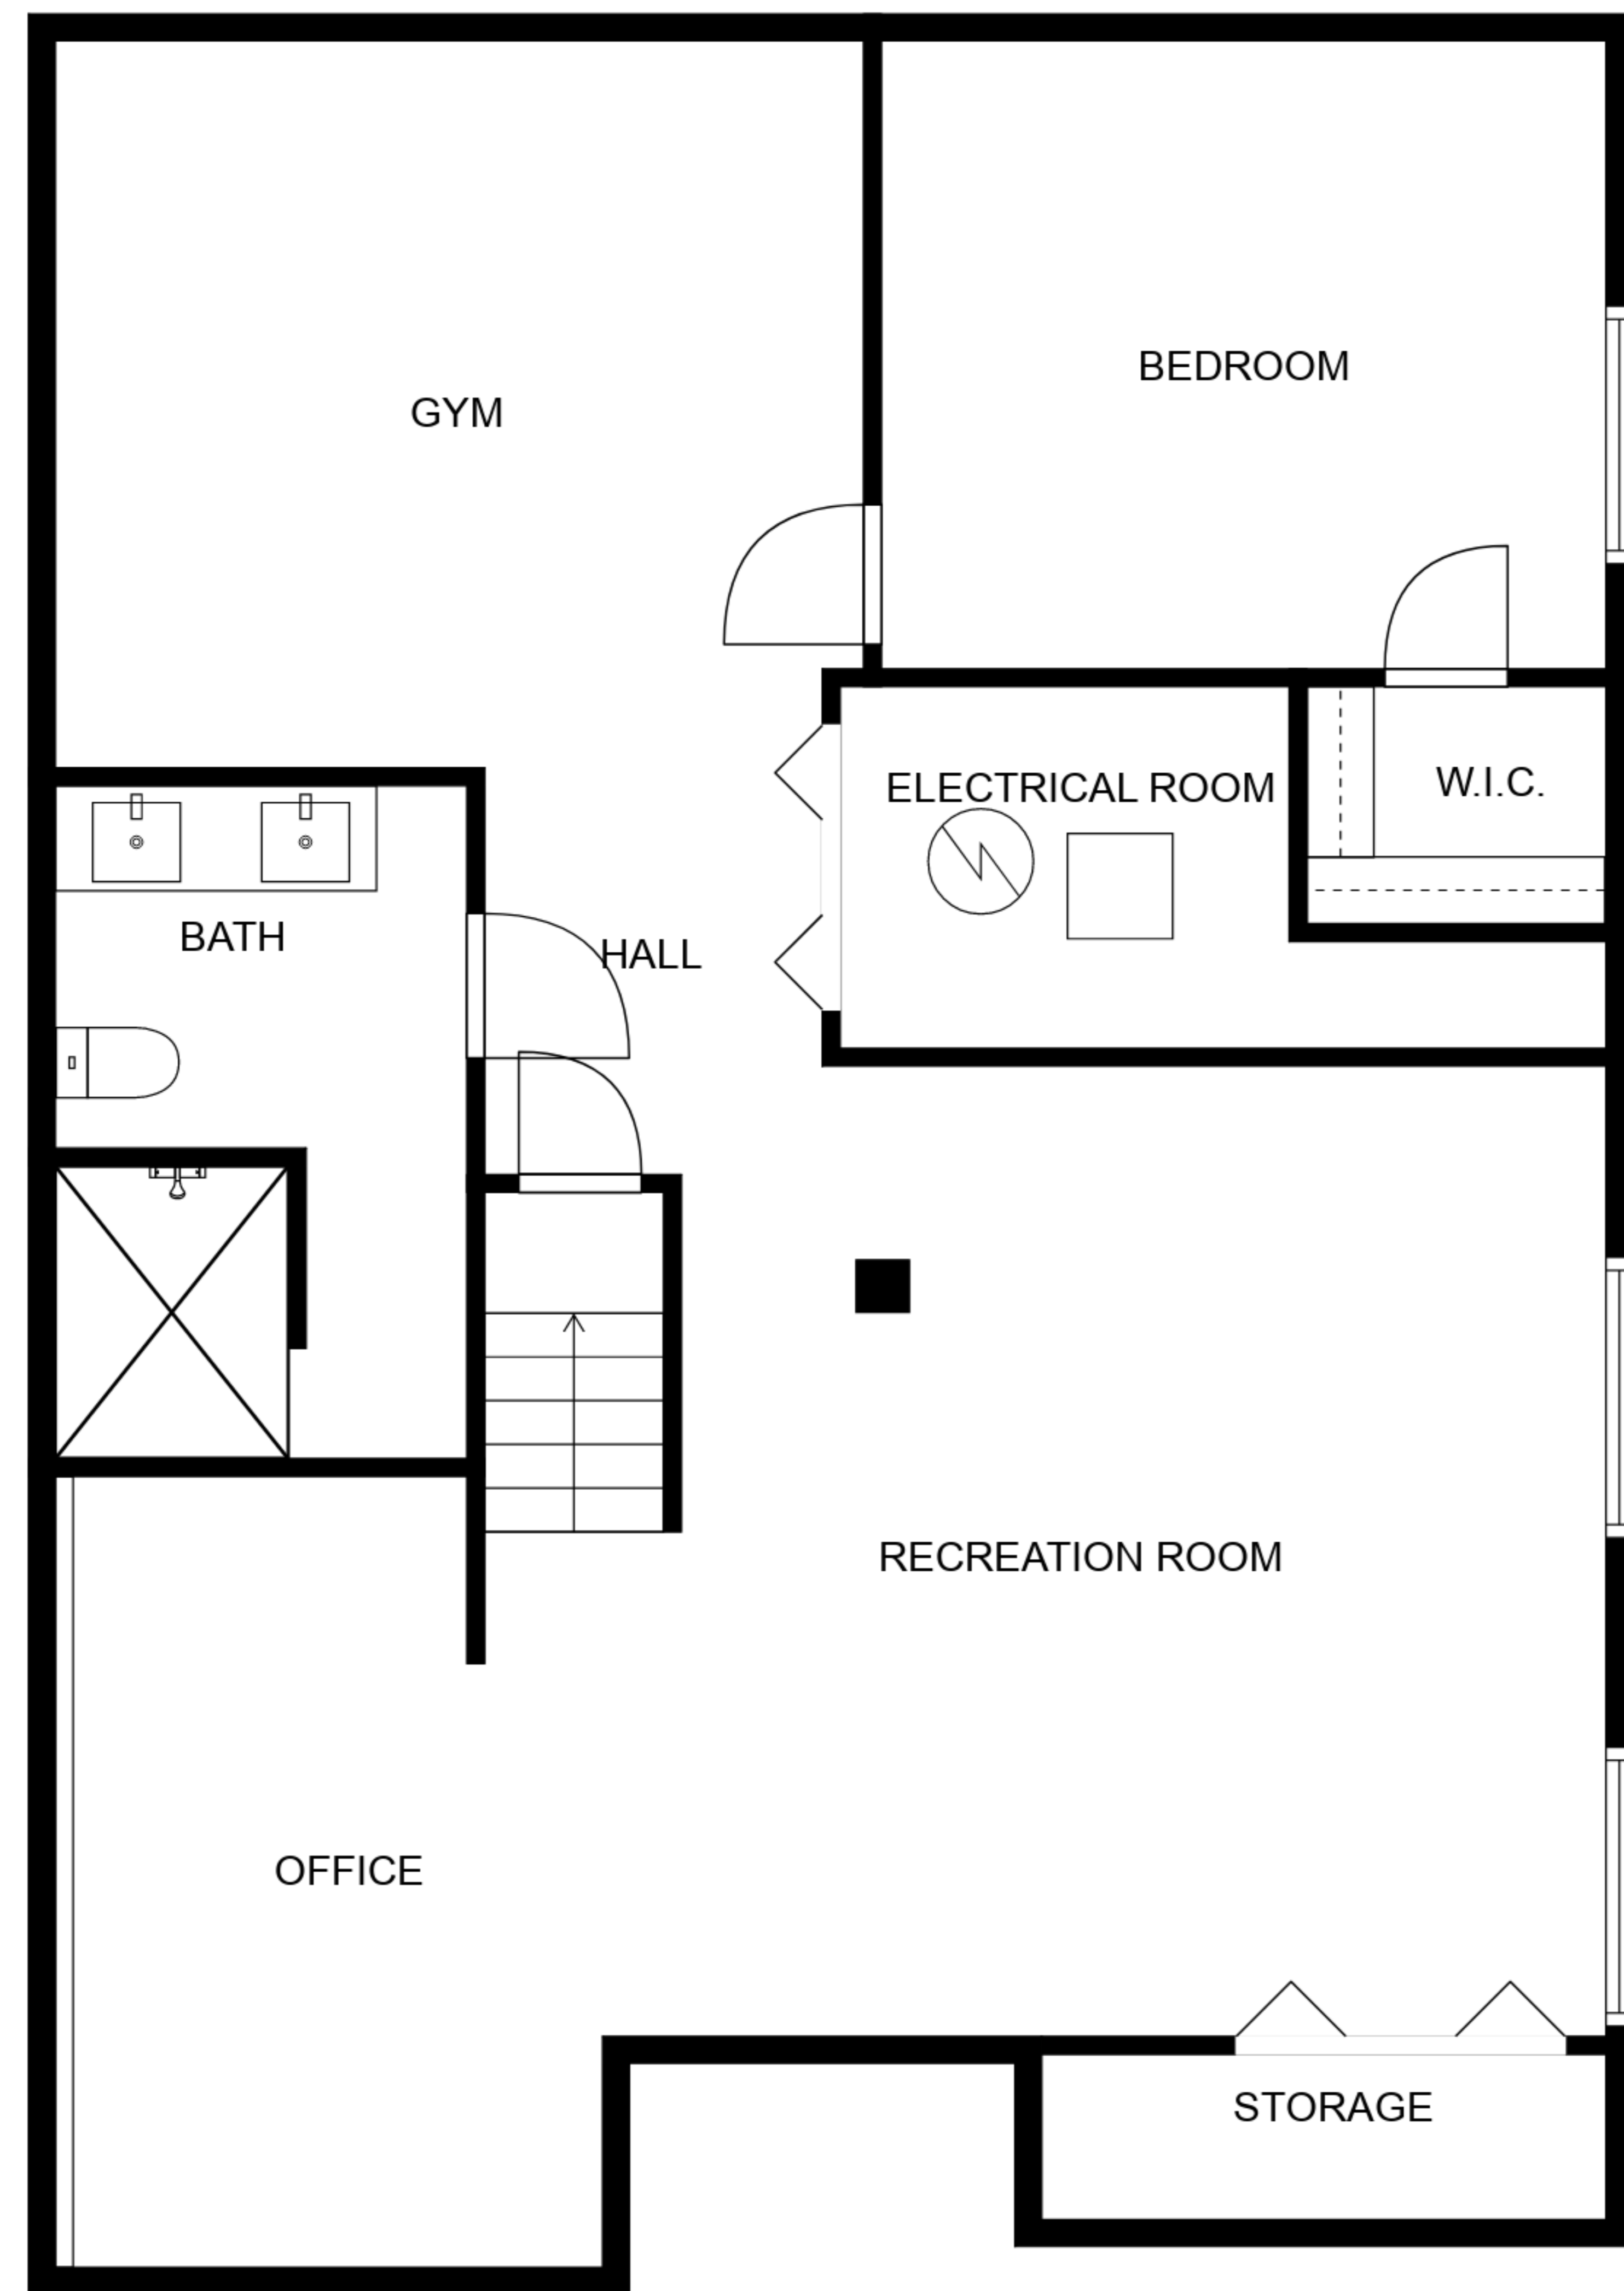 BEDROOM
GYM
W.I.C.
ELECTRICAL ROOM
BATH
HALL
RECREATION ROOM
OFFICE
STORAGE